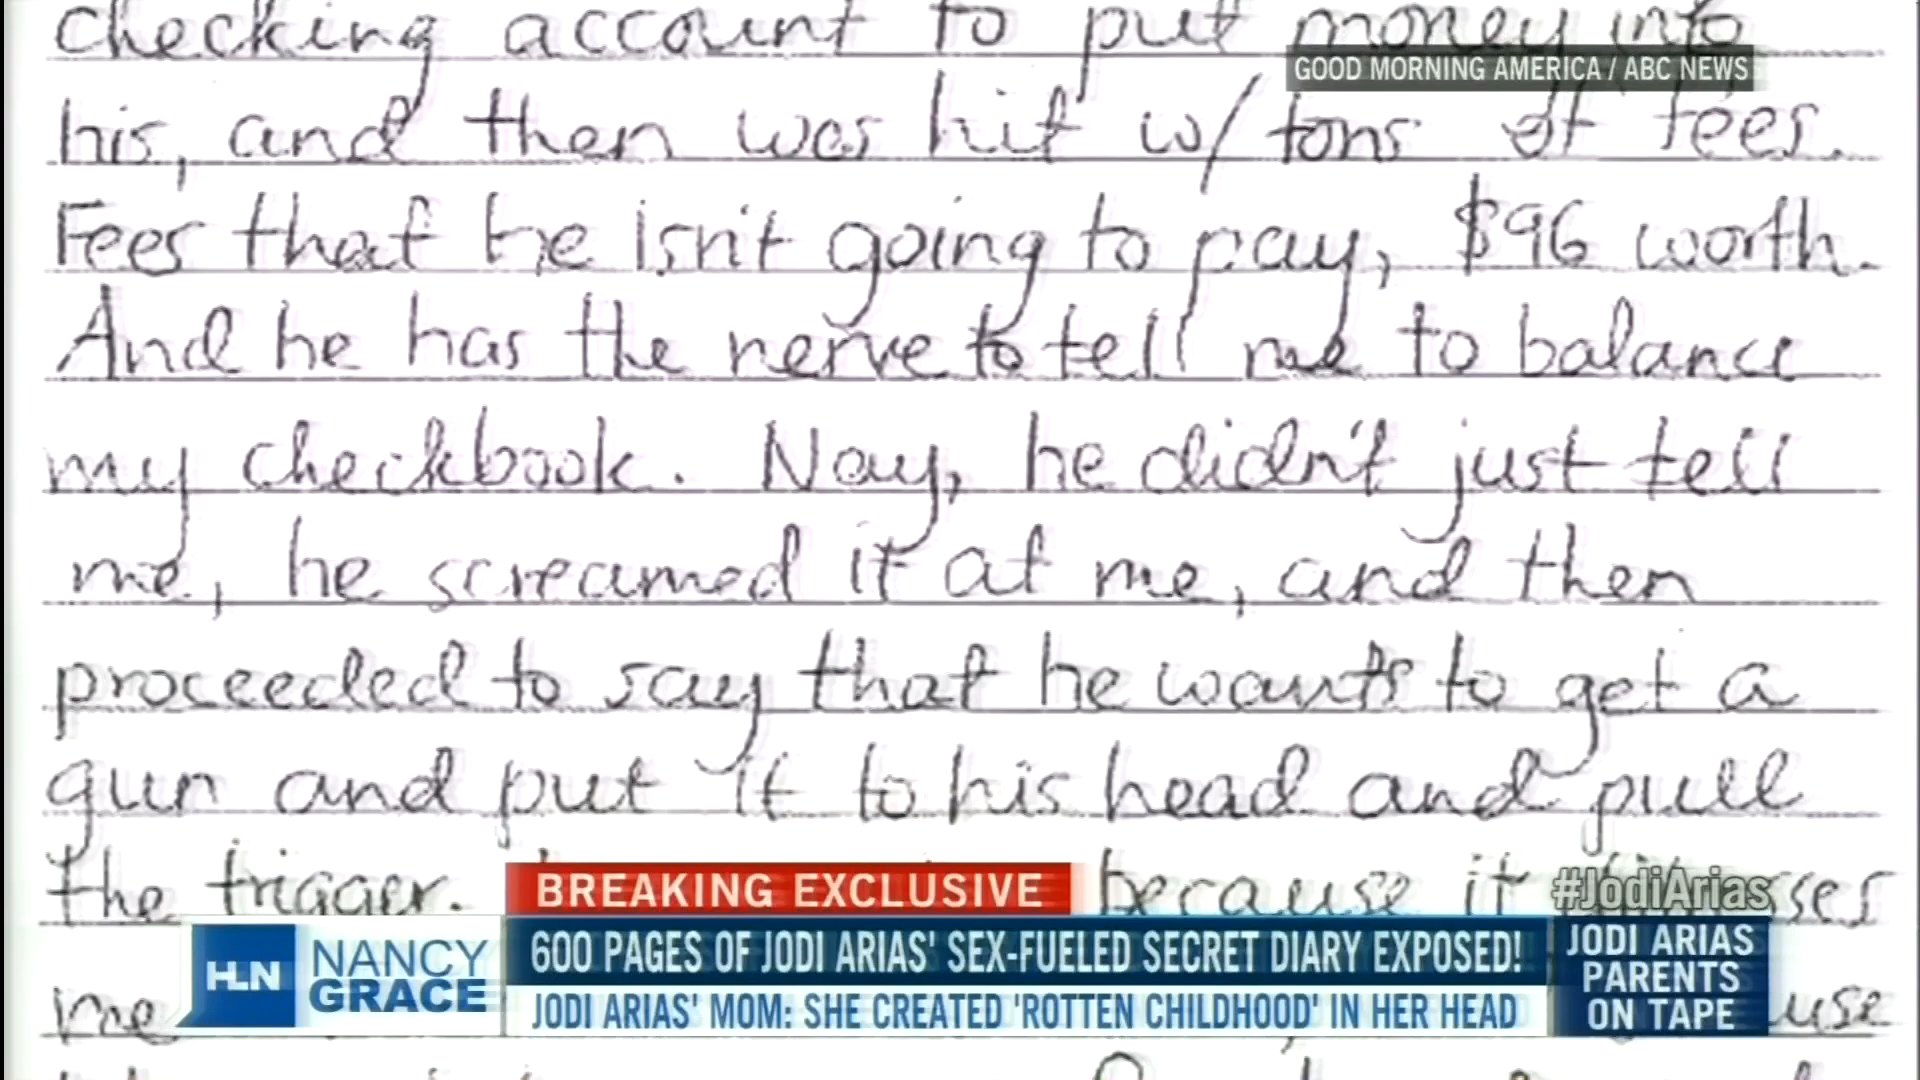 checking account to put money into
GOOD MORNING AMERICA / ABC NEWS
his, and then was hit w/ tons of fees.
Fees that he isn't going to pay, $96 worth.
And he has the nerve to tell me to balance
my checkbook. Nay, he didn't just tell
me, he screamed it at me, and then
proceeded to say that he wants to get a
gun and put it to his head and pull
the trigger. because it
BREAKING EXCLUSIVE
#JodiArias
HLN NANCY GRACE
600 PAGES OF JODI ARIAS' SEX-FUELED SECRET DIARY EXPOSED!
JODI ARIAS' MOM: SHE CREATED 'ROTTEN CHILDHOOD' IN HER HEAD
JODI ARIAS
PARENTS
ON TAPE
me